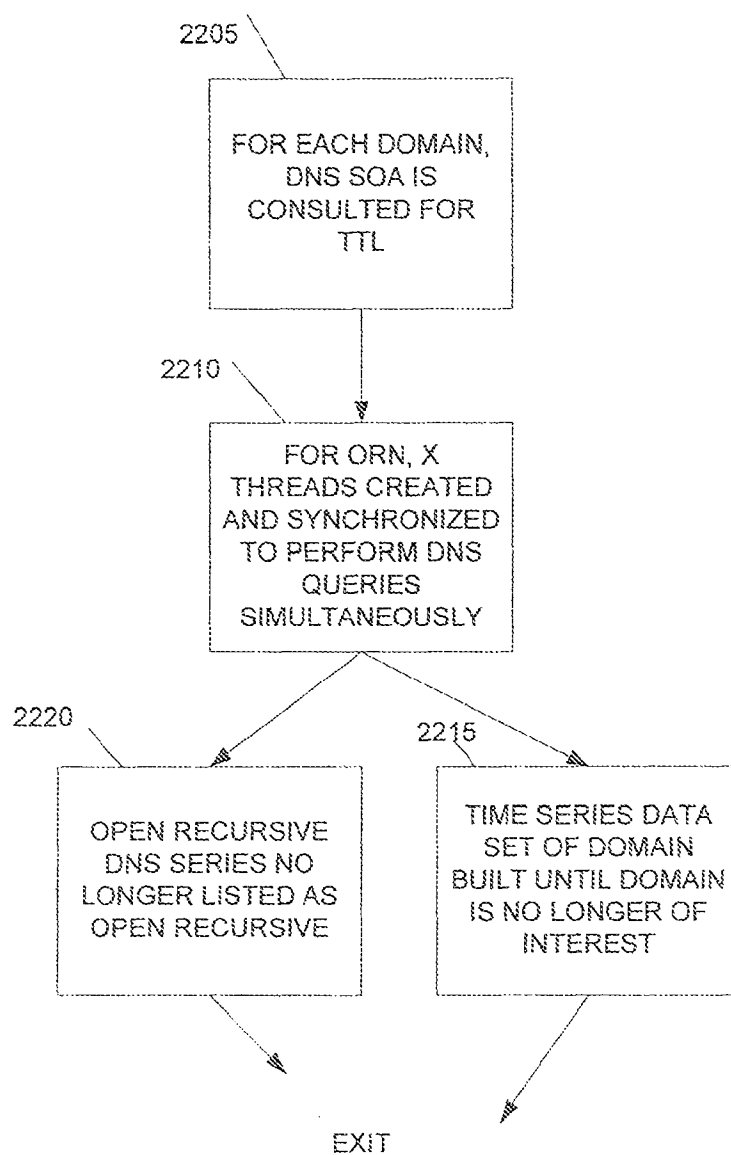 2205
FOR EACH DOMAIN,
DNS SOA IS
CONSULTED FOR
TTL
2210
FOR ORN, X
THREADS CREATED
AND SYNCHRONIZED
TO PERFORM DNS
QUERIES
SIMULTANEOUSLY
2220
OPEN RECURSIVE
DNS SERIES NO
LONGER LISTED AS
OPEN RECURSIVE
2215
TIME SERIES DATA
SET OF DOMAIN
BUILT UNTIL DOMAIN
IS NO LONGER OF
INTEREST
EXIT